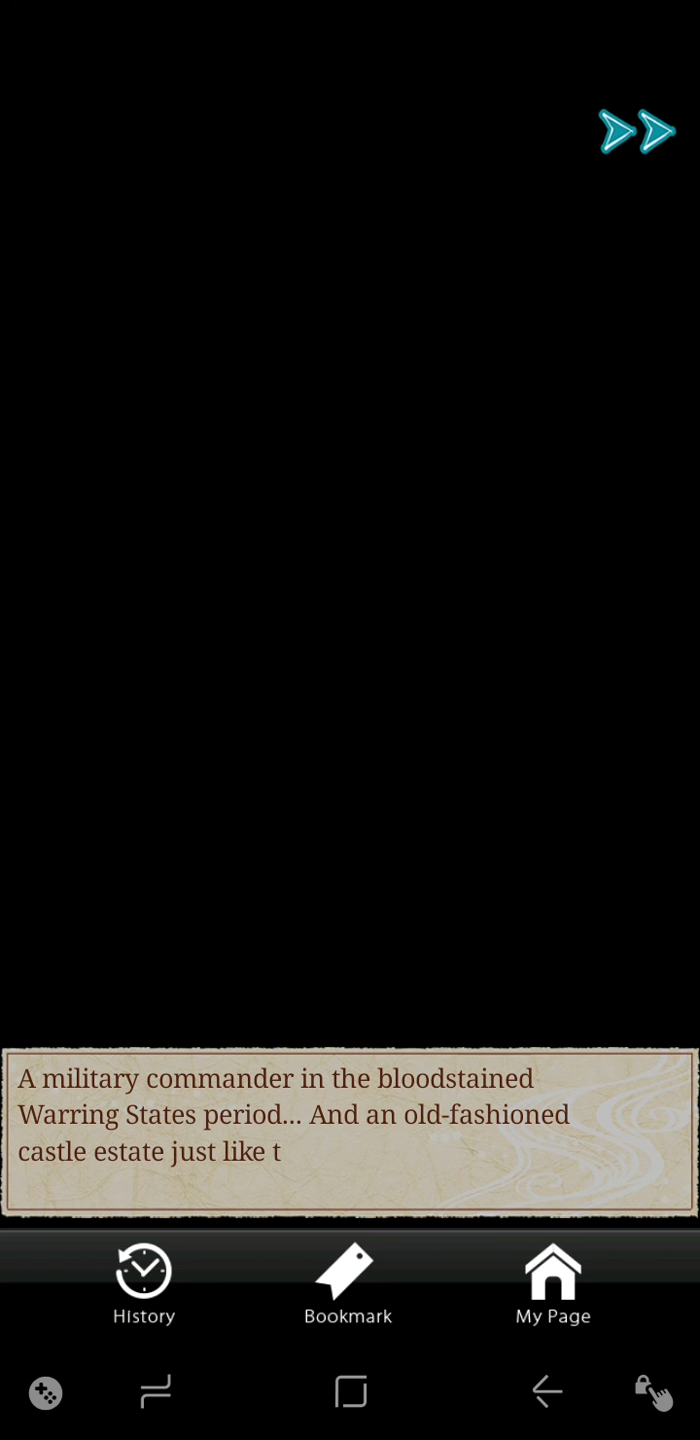 A military commander in the bloodstained
Warring States period... And an old-fashioned
castle estate just like t
History
Bookmark
My Page